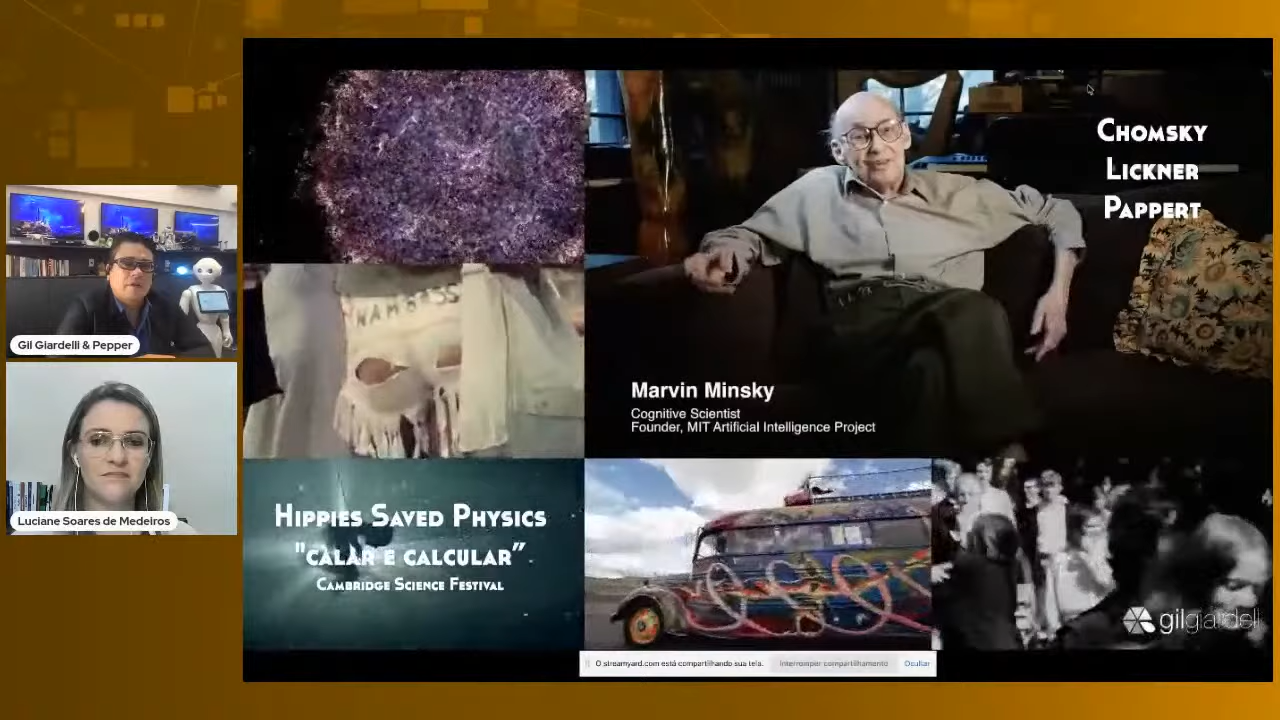 Gil Giardelli & Pepper
Luciane Soares de Medeiros
CHOMSKY
LICKNER
PAPPERT
Marvin Minsky
Cognitive Scientist
Founder, MIT Artificial Intelligence Project
HIPPIES SAVED PHYSICS
"CALAR E CALCULAR"
CAMBRIDGE SCIENCE FESTIVAL
gilgiardelli
O streamyard.com está compartilhando sua tela.
Interromper compartilhamento
Ocultar